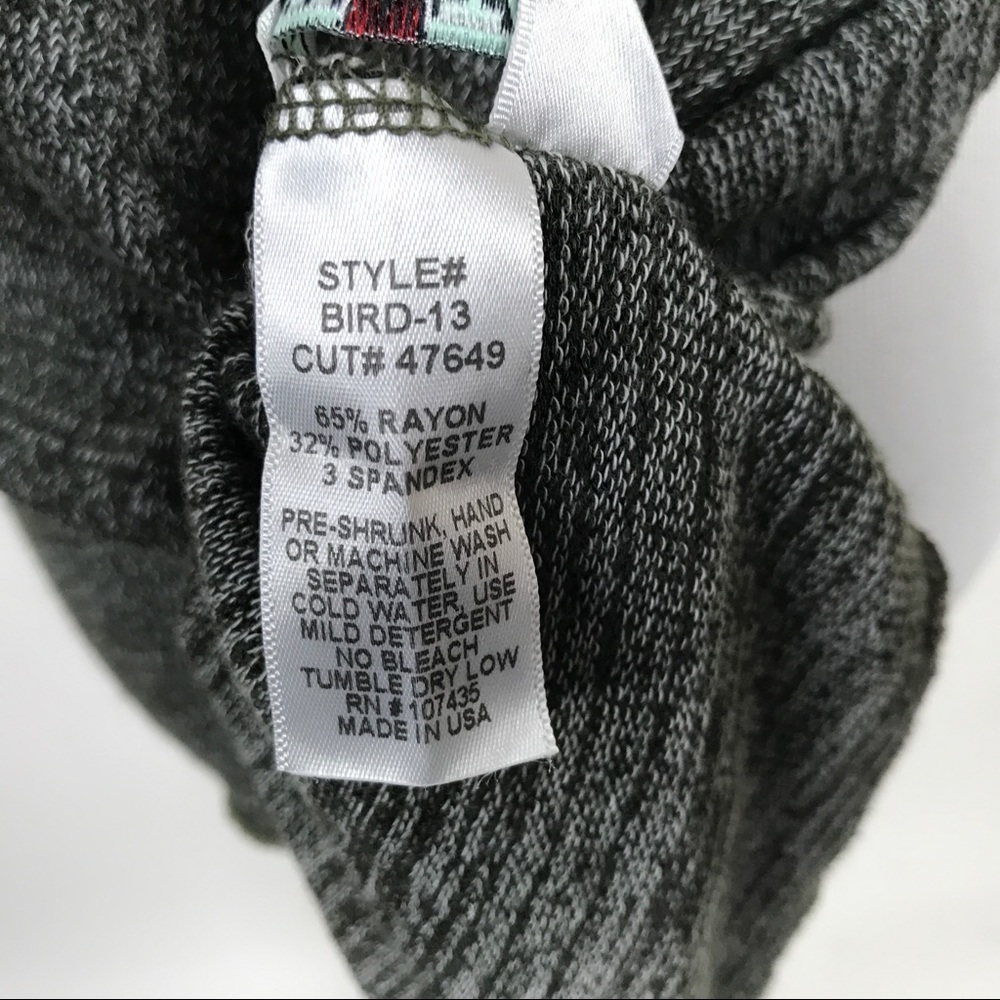 STYLE#
BIRD-13
CUT# 47649
65% RAYON
32% POLYESTER
3 SPANDEX
PRE-SHRUNK, HAND
OR MACHINE WASH
SEPARATELY IN
COLD WATER, USE
MILD DETERGENT
NO BLEACH
TUMBLE DRY LOW
RN # 107435
MADE IN USA